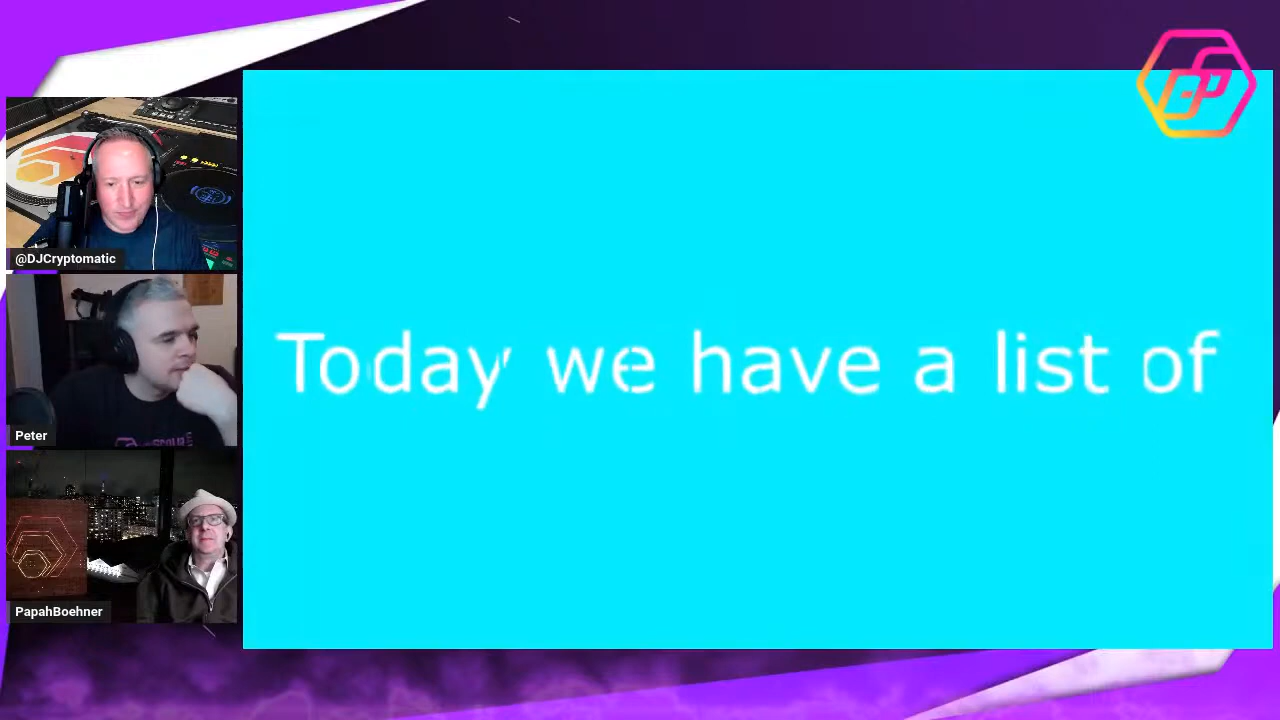 @DJCryptomatic
Peter
PapahBoehner
Today we have a list of